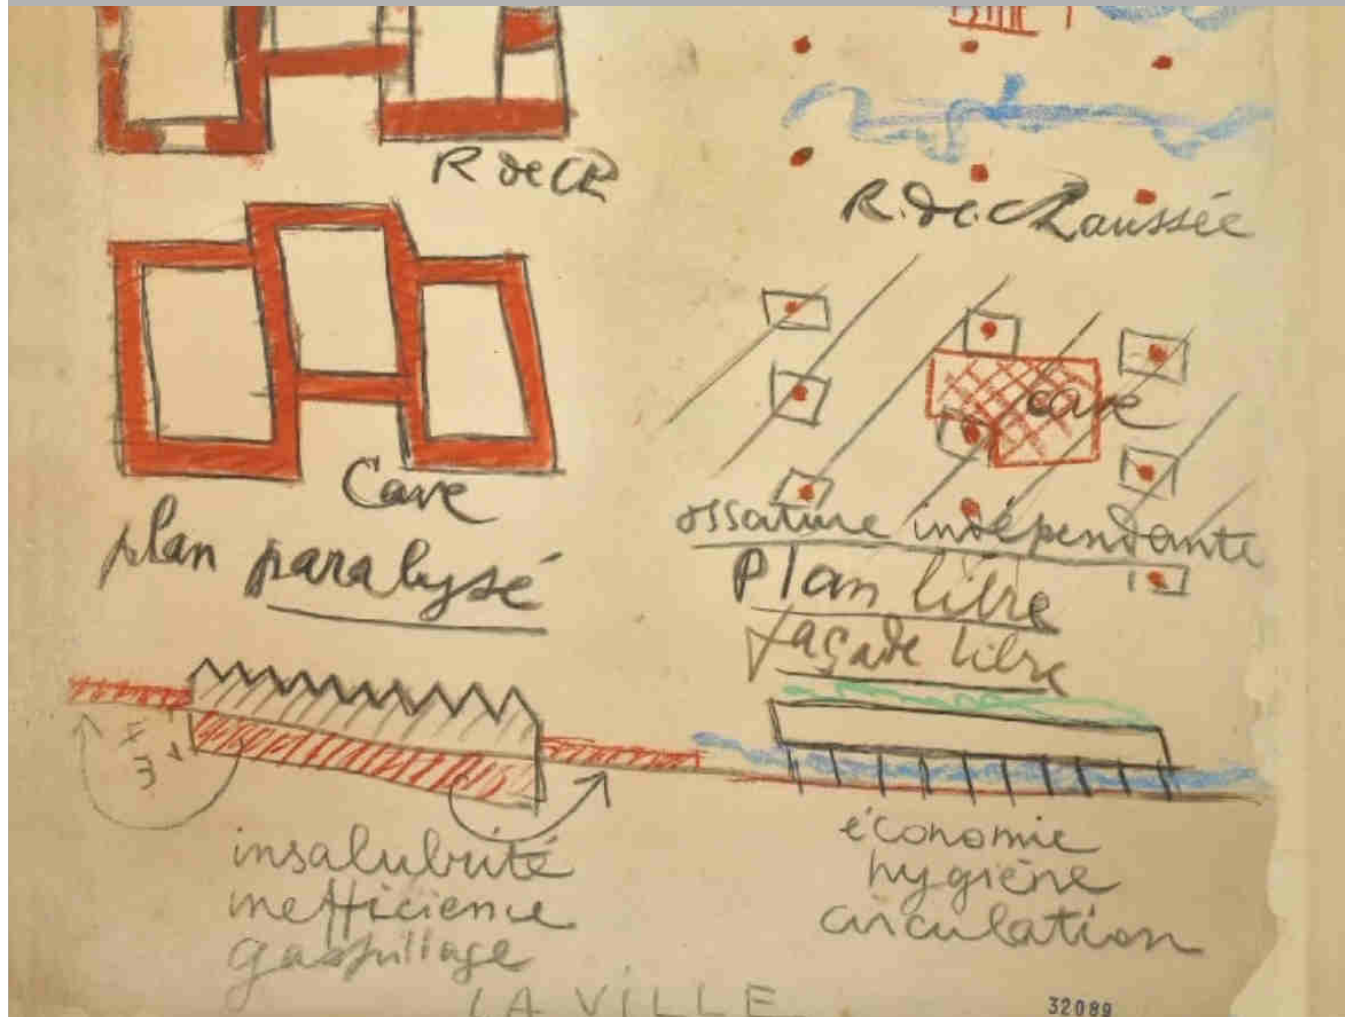 R de Ch
Cave
plan paralysé
insalubrité
inefficience
gaspillage
R. de. chaussée
cave
ossature indépendante
plan libre
façade libre
économie
hygiène
circulation
LA VILLE
32089